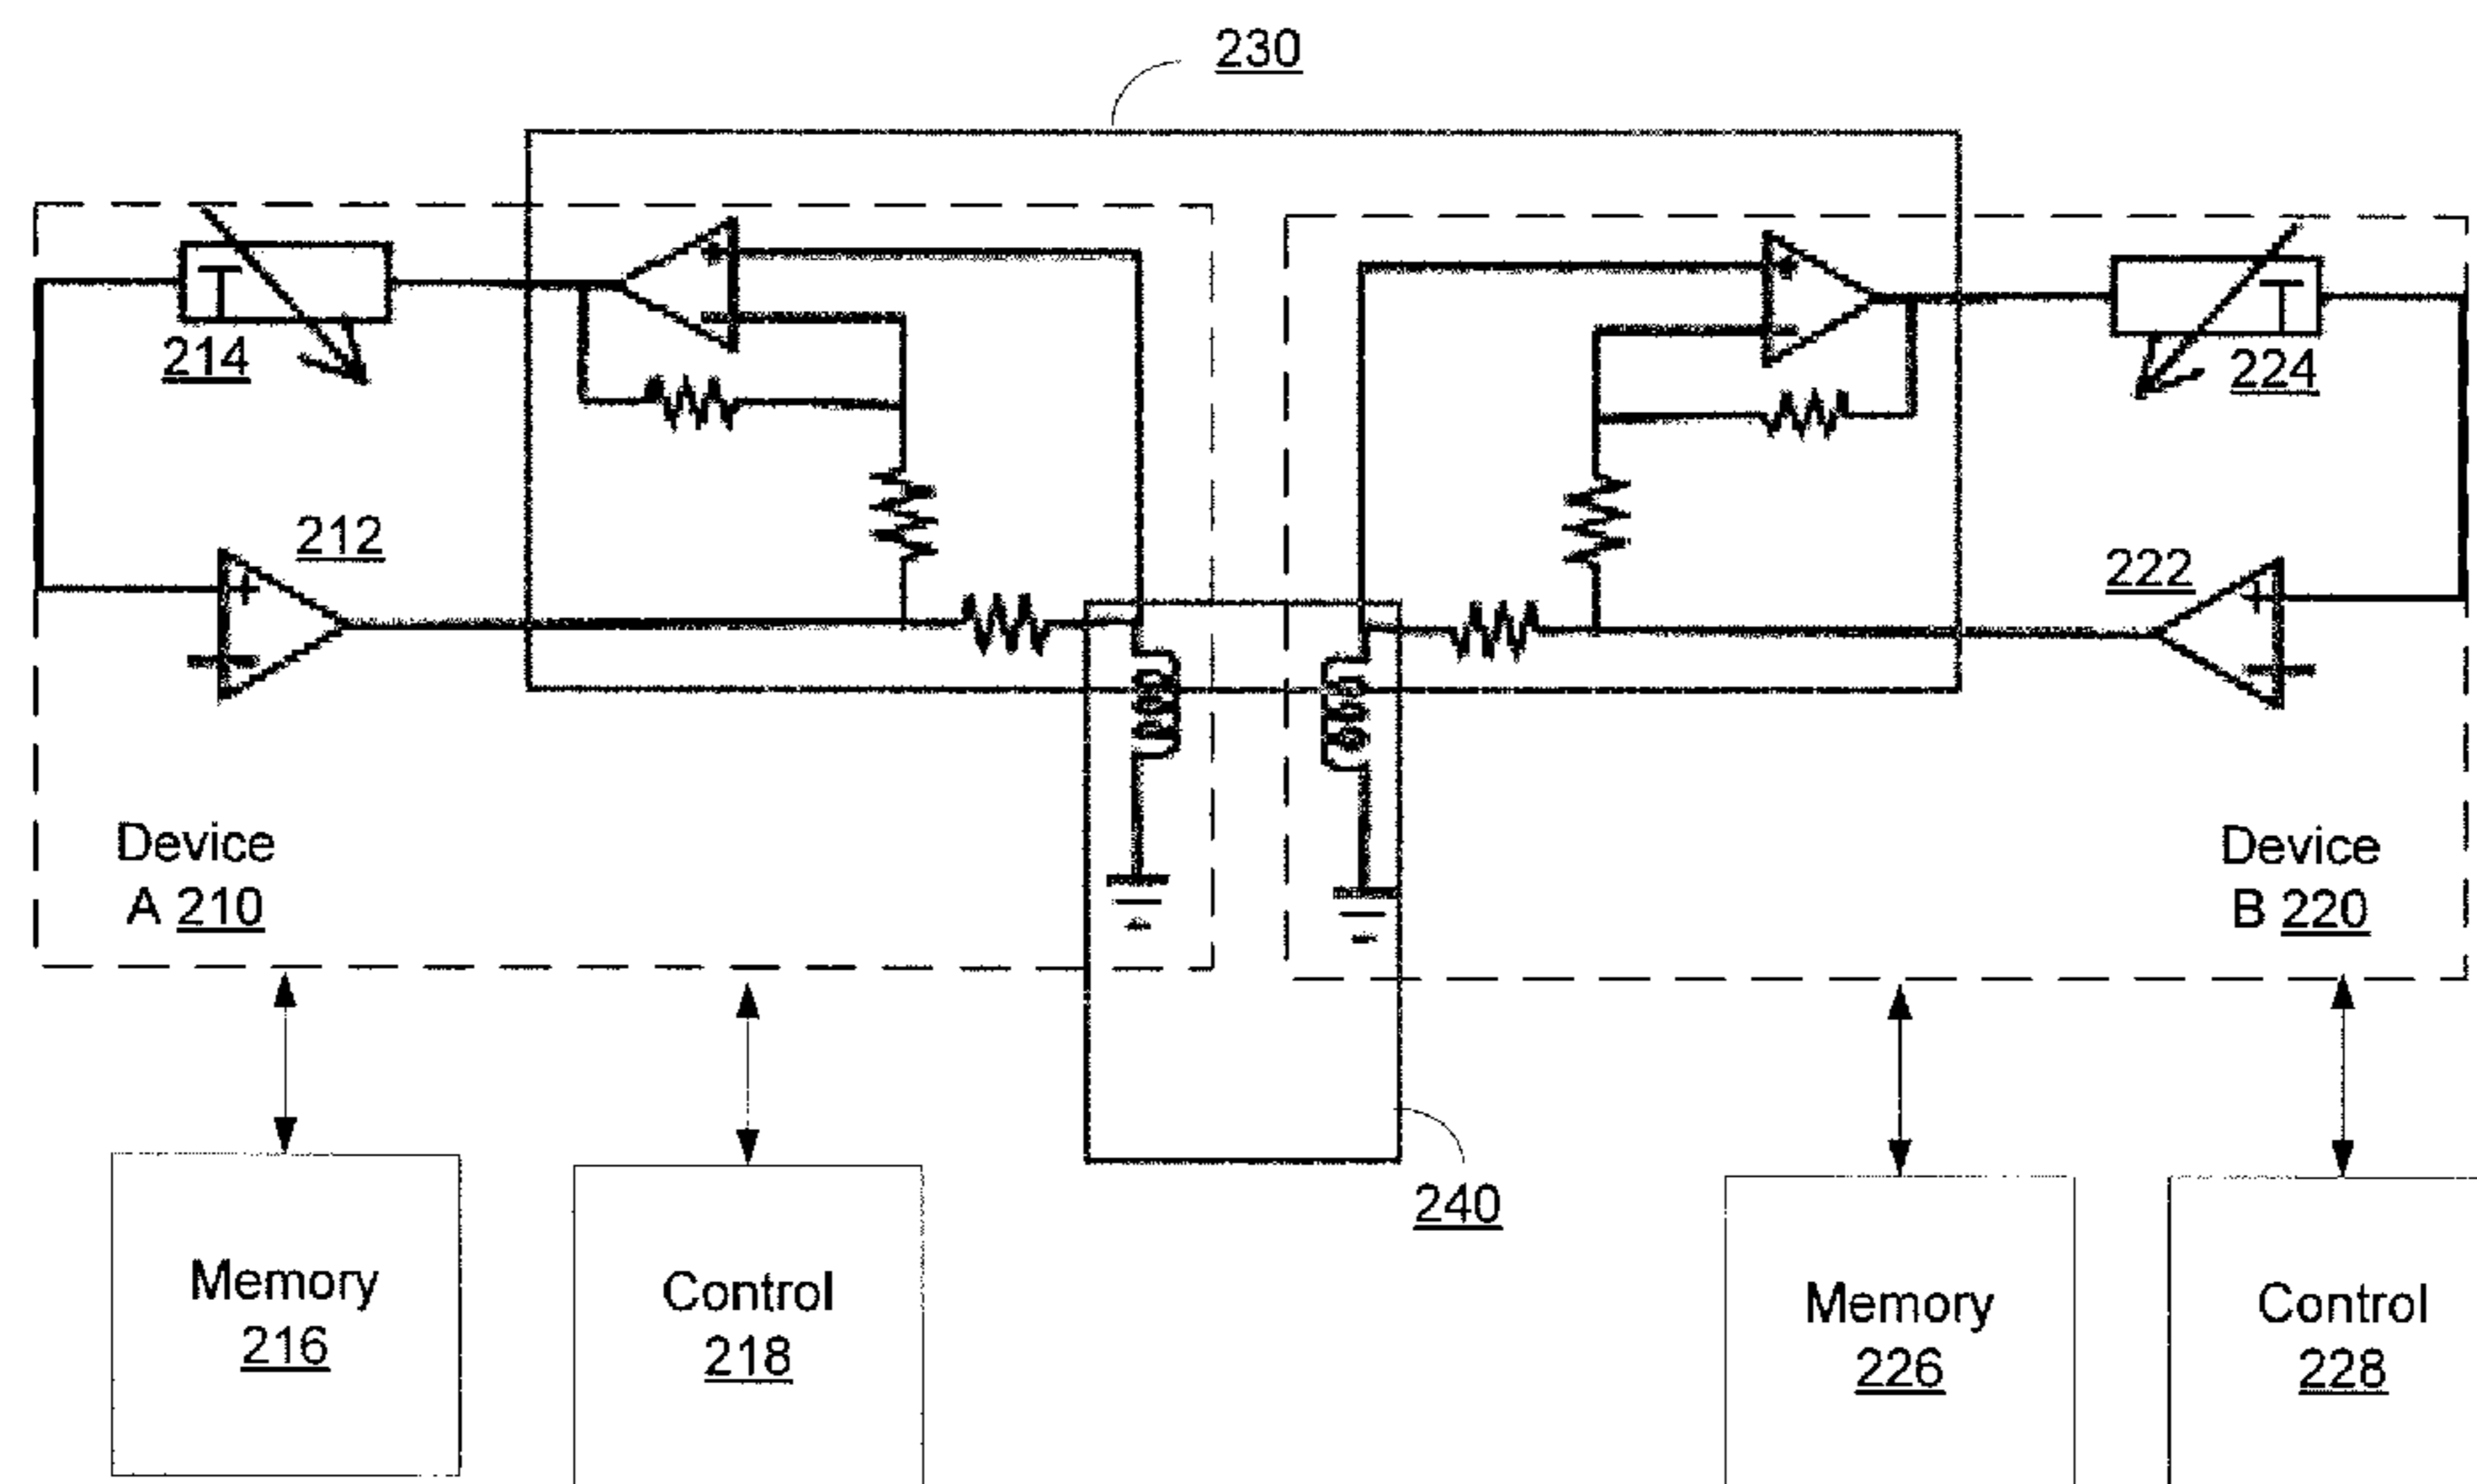 230
T
T
214
224
212
222
Device
A 210
Device
B 220
240
Memory
216
Control
218
Memory
226
Control
228